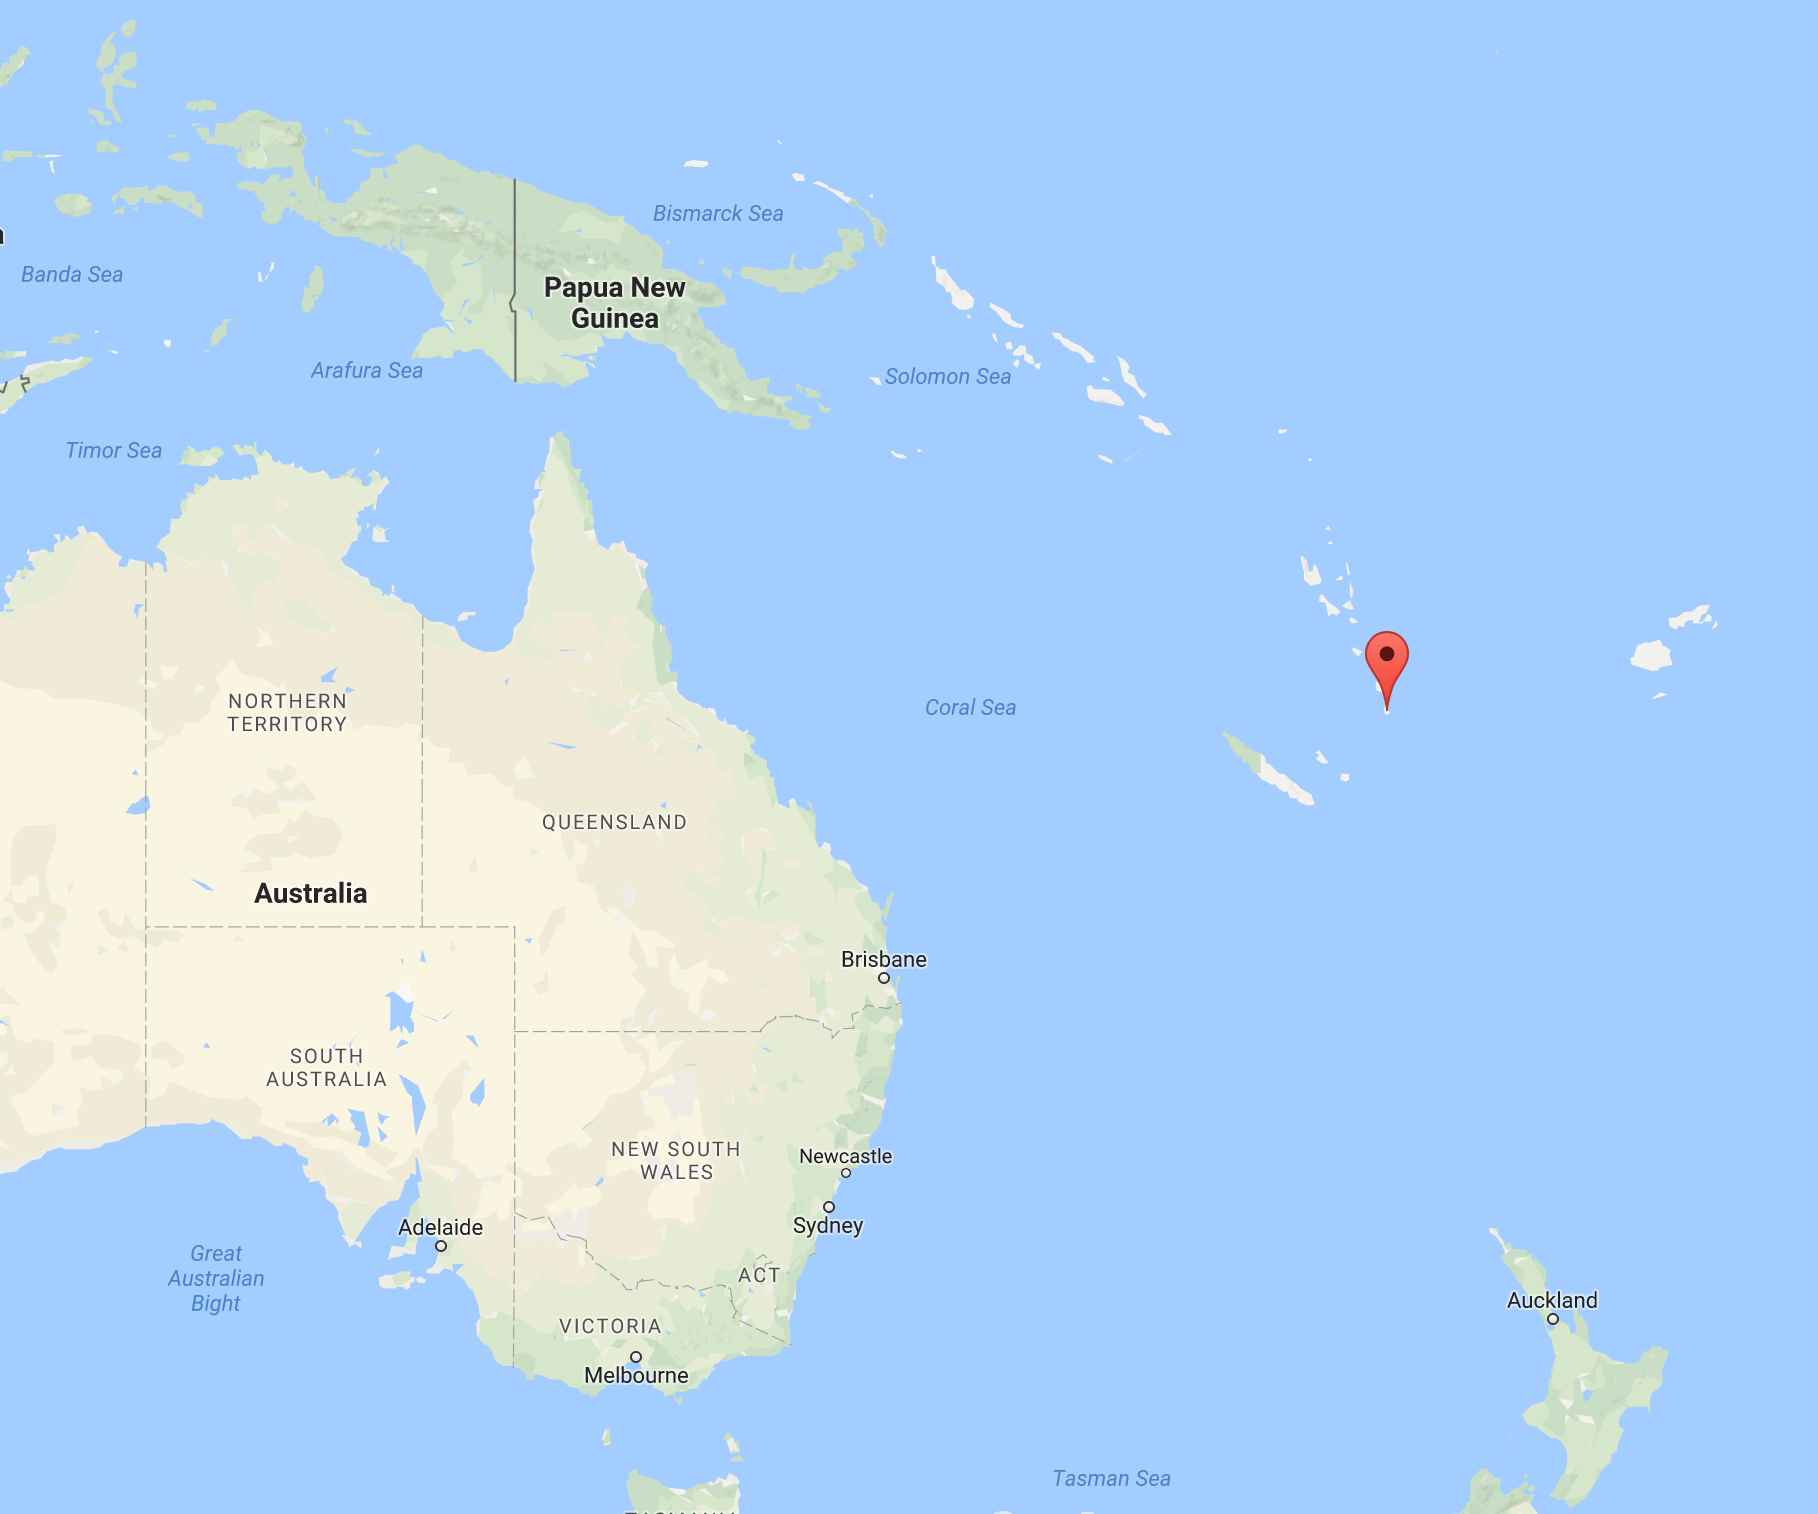 Bismarck Sea
Banda Sea
Papua New
Guinea
Arafura Sea
Solomon Sea
Timor Sea
NORTHERN
TERRITORY
Coral Sea
QUEENSLAND
Australia
Brisbane
SOUTH
AUSTRALIA
NEW SOUTH
WALES
Newcastle
Sydney
Adelaide
Great
Australian
Bight
ACT
Auckland
VICTORIA
Melbourne
Tasman Sea